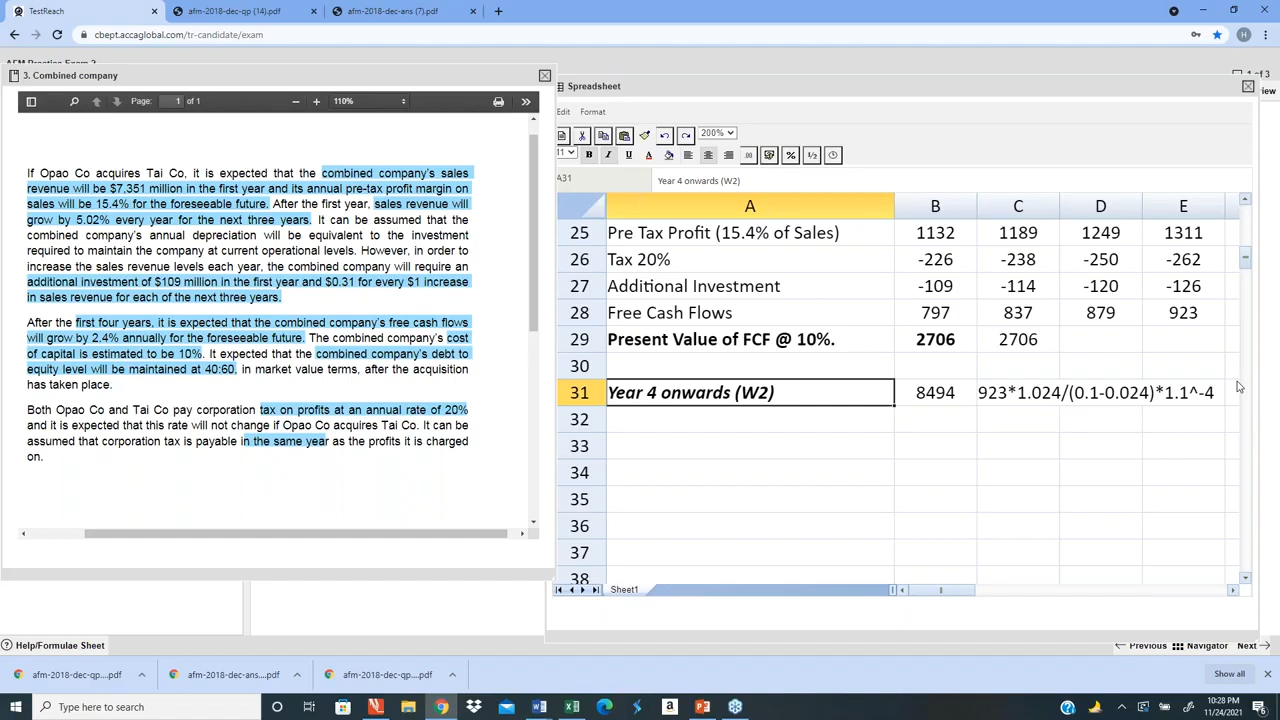 TestReach
afm-2018-dec-qp (14).pdf
afm-2018-dec-ans (7).pdf
cbept.accaglobal.com/tr-candidate/exam
H
1 of 3
3. Combined company
Page: 1 of 1
110%
If Opao Co acquires Tai Co, it is expected that the combined company's sales
revenue will be $7,351 million in the first year and its annual pre-tax profit margin on
sales will be 15.4% for the foreseeable future. After the first year, sales revenue will
grow by 5.02% every year for the next three years. It can be assumed that the
combined company's annual depreciation will be equivalent to the investment
required to maintain the company at current operational levels. However, in order to
increase the sales revenue levels each year, the combined company will require an
additional investment of $109 million in the first year and $0.31 for every $1 increase
in sales revenue for each of the next three years.
After the first four years, it is expected that the combined company's free cash flows
will grow by 2.4% annually for the foreseeable future. The combined company's cost
of capital is estimated to be 10%. It expected that the combined company's debt to
equity level will be maintained at 40:60, in market value terms, after the acquisition
has taken place.
Both Opao Co and Tai Co pay corporation tax on profits at an annual rate of 20%
and it is expected that this rate will not change if Opao Co acquires Tai Co. It can be
assumed that corporation tax is payable in the same year as the profits it is charged
on.
Spreadsheet
Edit Format
200%
11 B I U A .00 % 1/2
A31 Year 4 onwards (W2)
A B C D E
25 Pre Tax Profit (15.4% of Sales) 1132 1189 1249 1311
26 Tax 20% -226 -238 -250 -262
27 Additional Investment -109 -114 -120 -126
28 Free Cash Flows 797 837 879 923
29 Present Value of FCF @ 10%. 2706 2706
30
31 Year 4 onwards (W2) 8494 923*1.024/(0.1-0.024)*1.1^-4
32
33
34
35
36
37
38
Sheet1
Help/Formulae Sheet
Previous Navigator Next
afm-2018-dec-qp....pdf
afm-2018-dec-ans....pdf
afm-2018-dec-qp....pdf
Show all
Type here to search
10:28 PM
11/24/2021